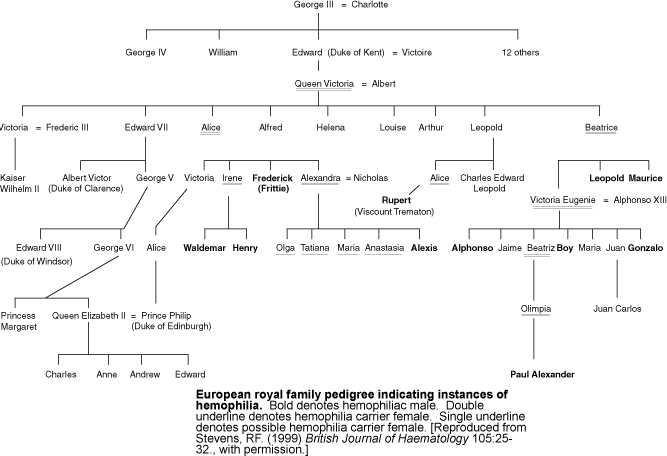 George III = Charlotte
George IV William Edward (Duke of Kent) = Victoire 12 others
Queen Victoria = Albert
Victoria = Frederic III Edward VII Alice Alfred Helena Louise Arthur Leopold Beatrice
Kaiser Albert Victor George V Victoria Irene Frederick Alexandra = Nicholas Alice Charles Edward Leopold Maurice
Wilhelm II (Duke of Clarence) (Frittie) Leopold
Rupert Victoria Eugenie = Alphonso XIII
(Viscount Trematon)
Edward VIII George VI Alice Waldemar Henry Olga Tatiana Maria Anastasia Alexis Alphonso Jaime Beatriz Boy Maria Juan Gonzalo
(Duke of Windsor)
Princess Queen Elizabeth II = Prince Philip Olimpia Juan Carlos
Margaret (Duke of Edinburgh)
Charles Anne Andrew Edward Paul Alexander
European royal family pedigree indicating instances of
hemophilia. Bold denotes hemophiliac male. Double
underline denotes hemophilia carrier female. Single underline
denotes possible hemophilia carrier female. [Reproduced from
Stevens, RF. (1999) British Journal of Haematology 105:25-
32., with permission.]